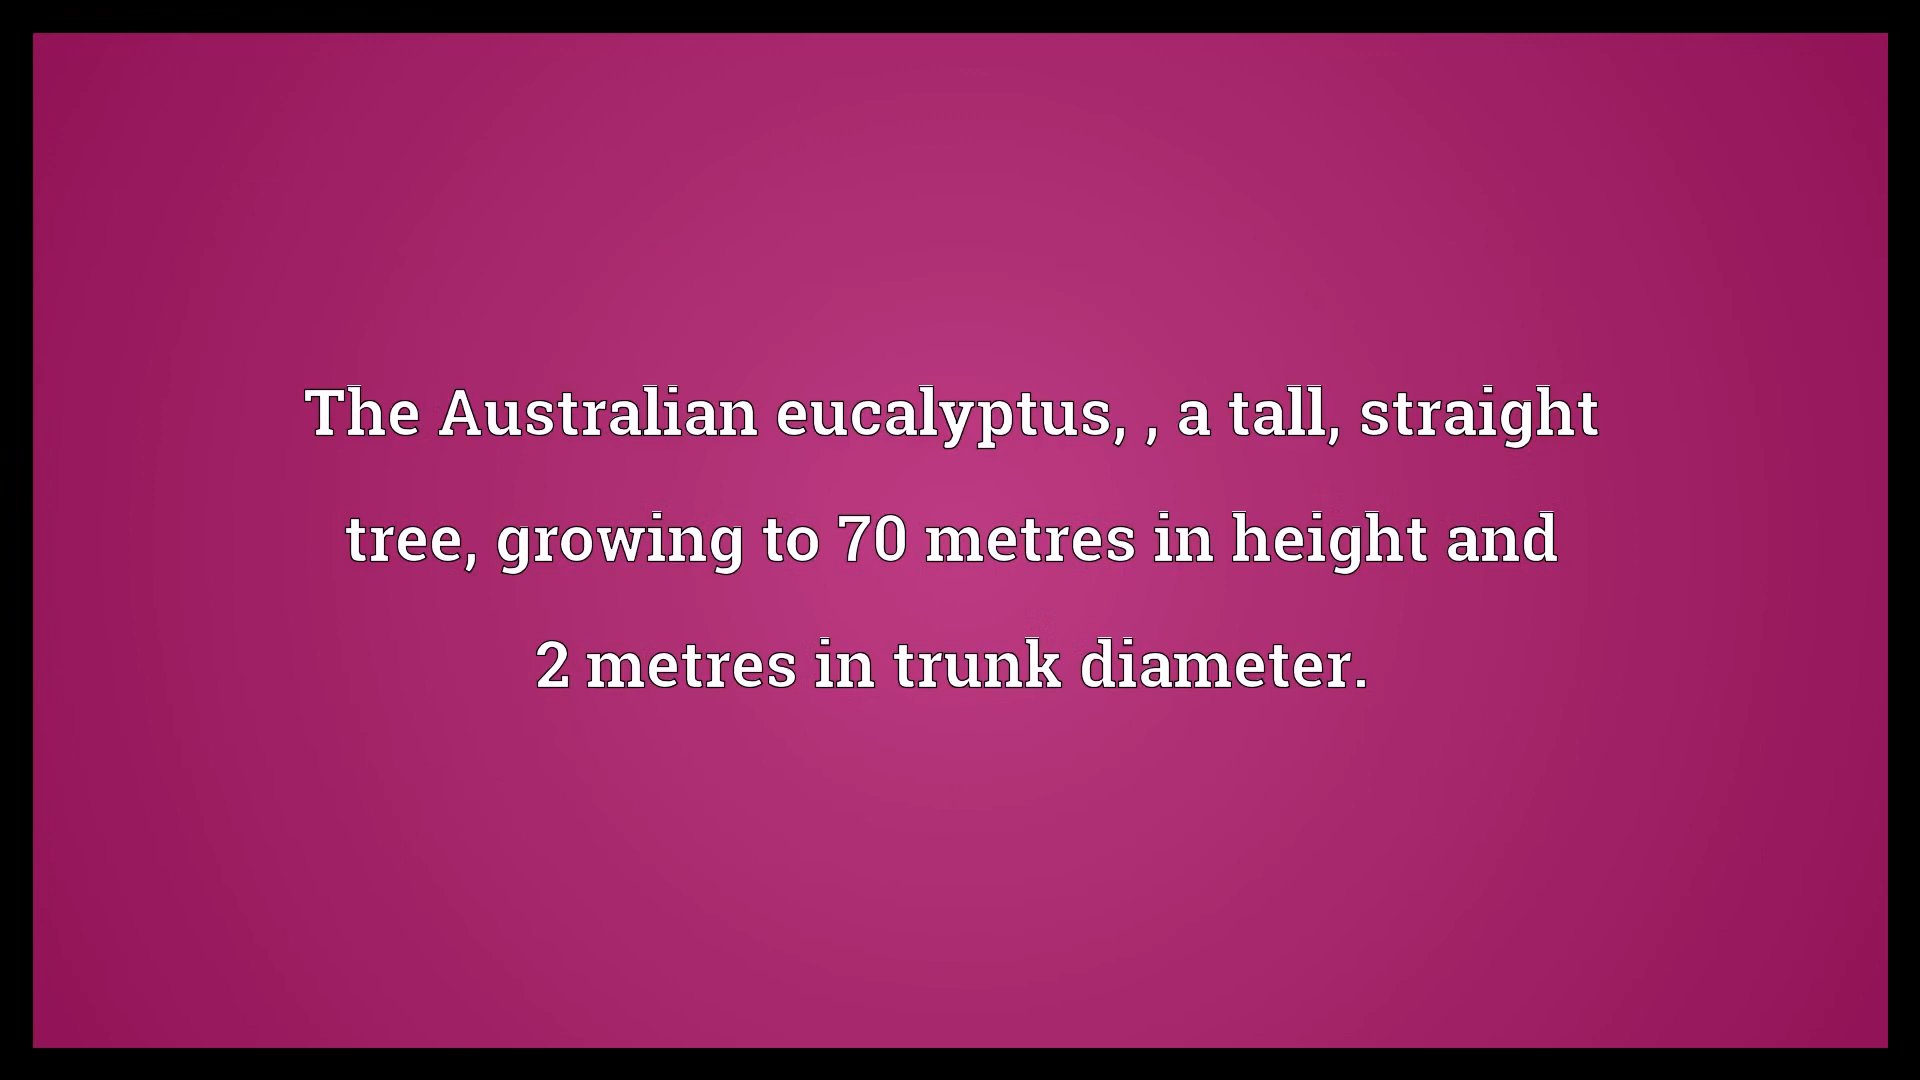 The Australian eucalyptus, , a tall, straight
tree, growing to 70 metres in height and
2 metres in trunk diameter.